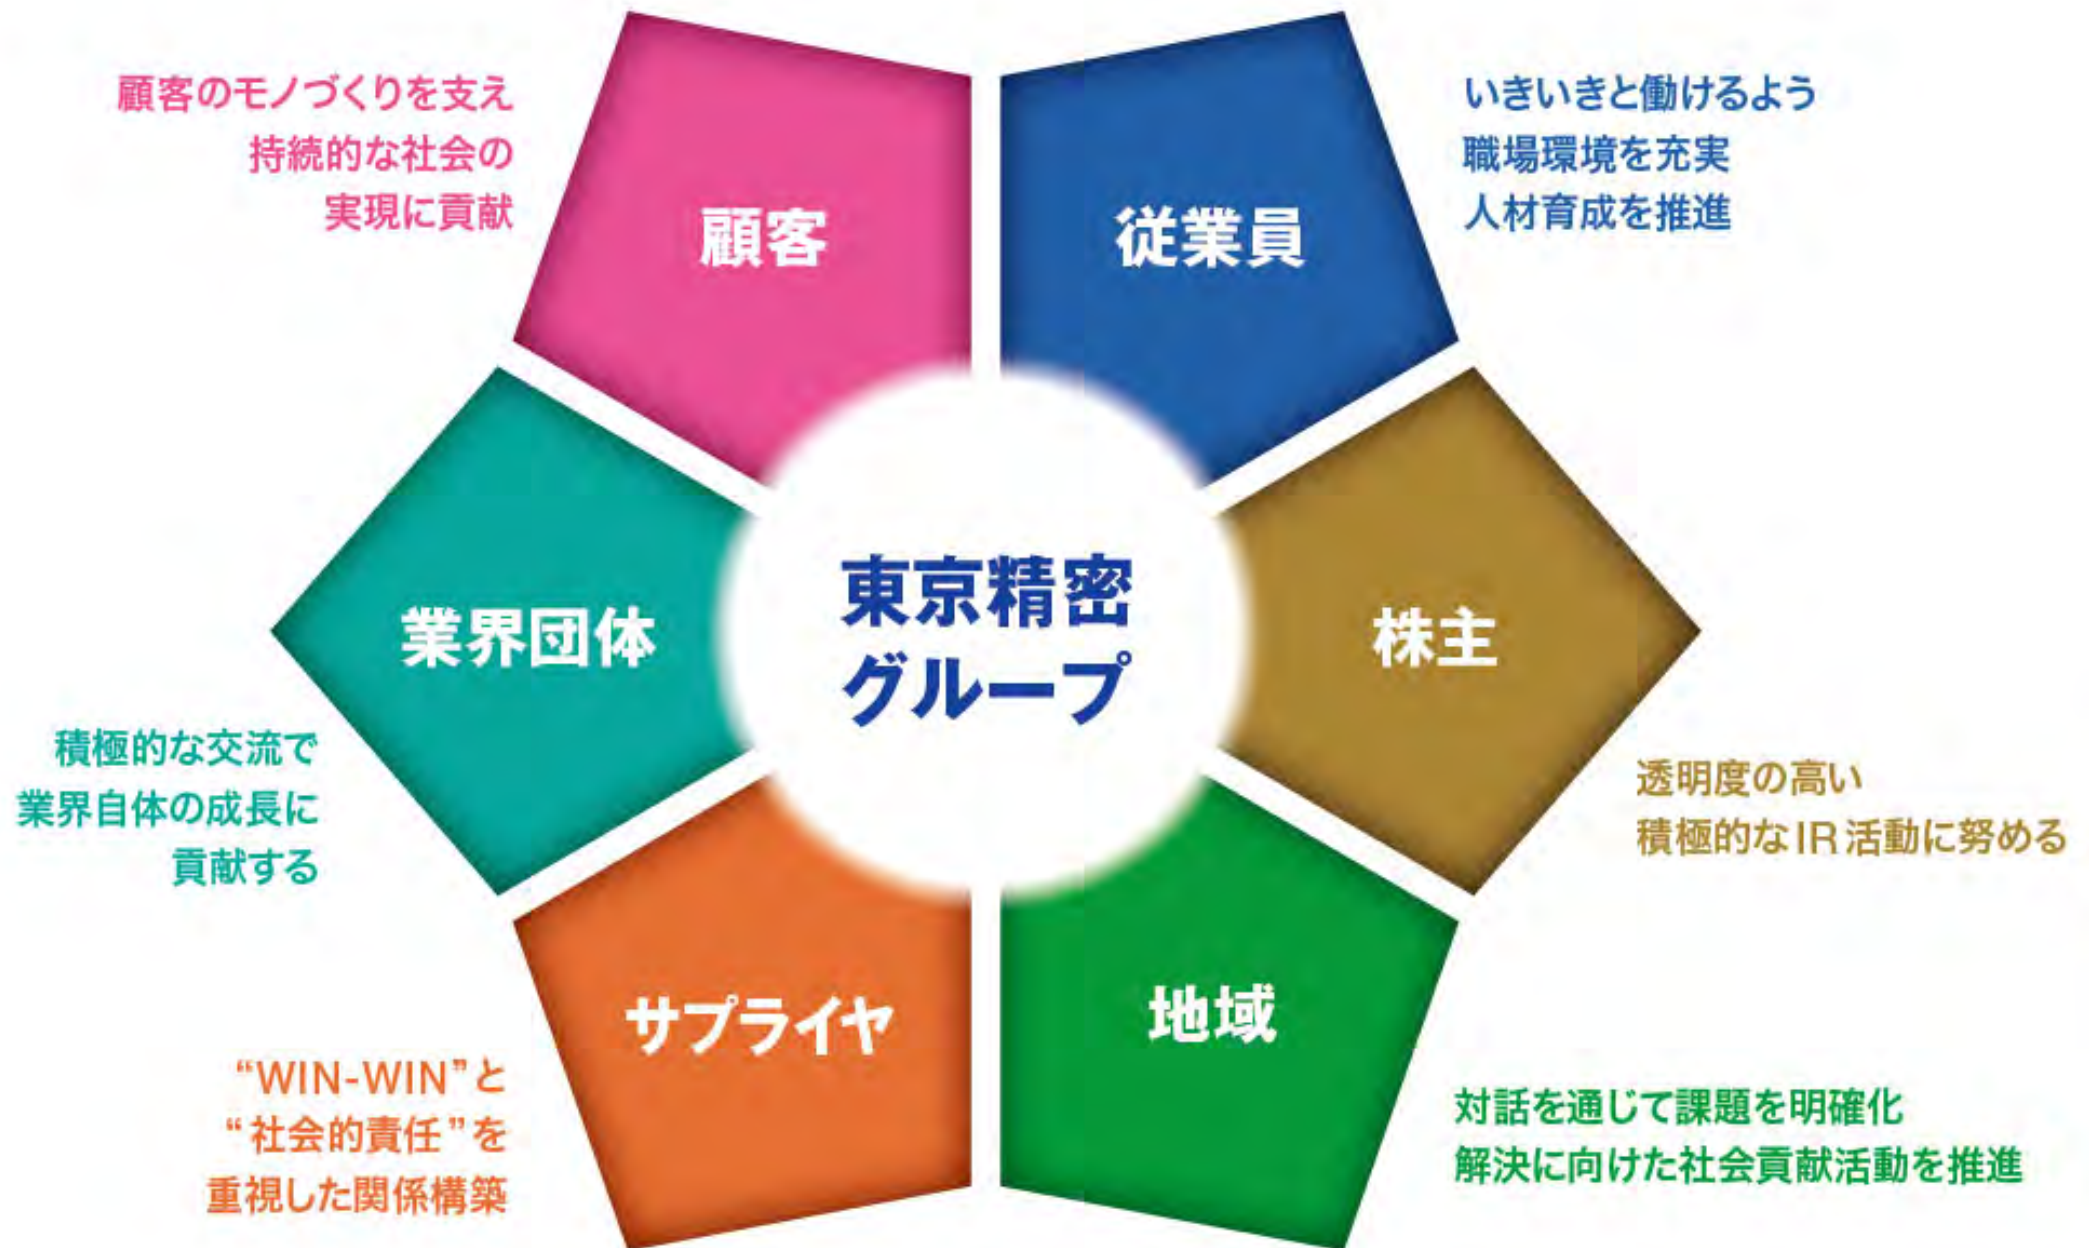 顧客のモノづくりを支え
持続的な社会の
実現に貢献
顧客
従業員
いきいきと働けるよう
職場環境を充実
人材育成を推進
業界団体
積極的な交流で
業界自体の成長に
貢献する
東京精密
グループ
株主
透明度の高い
積極的なIR活動に努める
サプライヤ
“WIN-WIN”と
“社会的責任”を
重視した関係構築
地域
対話を通じて課題を明確化
解決に向けた社会貢献活動を推進